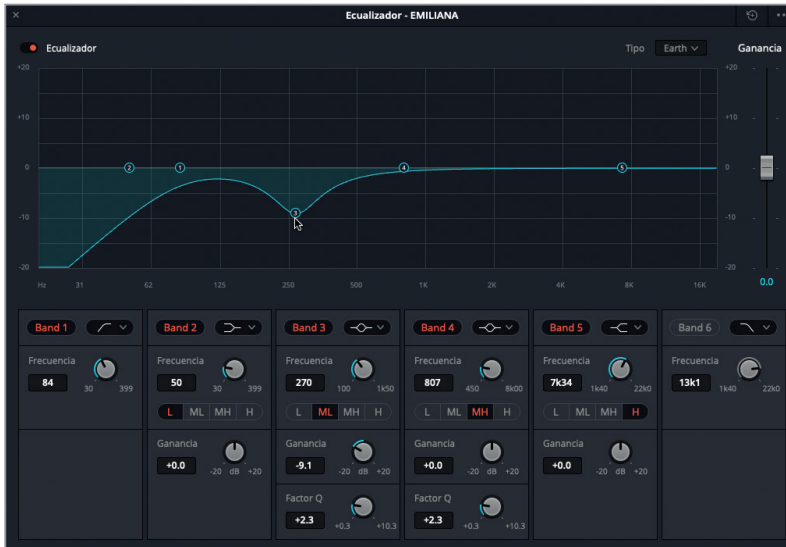 Ecualizador - EMILIANA
Ecualizador
Tipo Earth Ganancia
+20 +20
+10 +10
0 0
-10 -10
-20 -20
Hz 31 62 125 250 500 1K 2K 4K 8K 16K
2 1 3 4 5
0.0
Band 1 Band 2 Band 3 Band 4 Band 5 Band 6
Frecuencia Frecuencia Frecuencia Frecuencia Frecuencia Frecuencia
84 50 270 807 7k34 13k1
30 399 30 399 100 1k50 450 8k00 1k40 22k0 1k40 22k0
L ML MH H L ML MH H L ML MH H L ML MH H
Ganancia Ganancia Ganancia Ganancia
+0.0 -9.1 +0.0 +0.0
-20 dB +20 -20 dB +20 -20 dB +20 -20 dB +20
Factor Q Factor Q
+2.3 +2.3
+0.3 +10.3 +0.3 +10.3